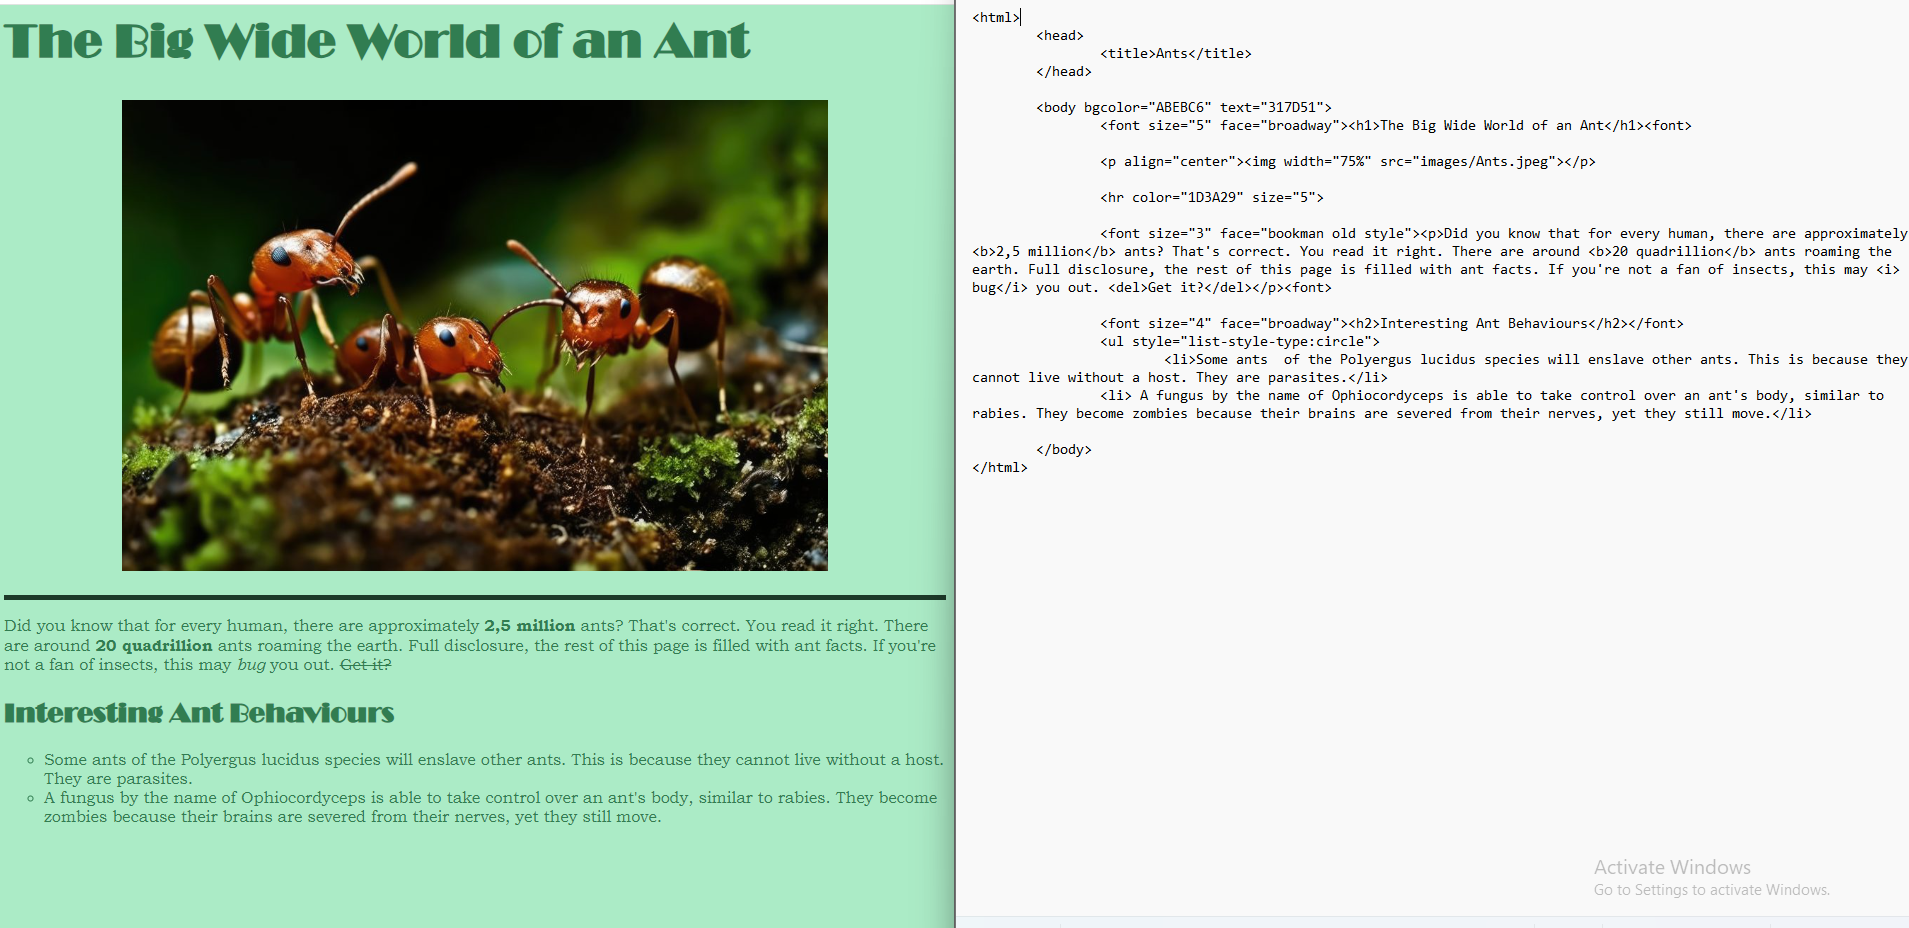 The Big Wide World of an Ant
Did you know that for every human, there are approximately 2,5 million ants? That's correct. You read it right. There
are around 20 quadrillion ants roaming the earth. Full disclosure, the rest of this page is filled with ant facts. If you're
not a fan of insects, this may bug you out. Get it?
Interesting Ant Behaviours
Some ants of the Polyergus lucidus species will enslave other ants. This is because they cannot live without a host.
They are parasites.
A fungus by the name of Ophiocordyceps is able to take control over an ant's body, similar to rabies. They become
zombies because their brains are severed from their nerves, yet they still move.
<html>
<head>
<title>Ants</title>
</head>
<body bgcolor="ABEBC6" text="317D51">
<font size="5" face="broadway"><h1>The Big Wide World of an Ant</h1><font>
<p align="center"><img width="75%" src="images/Ants.jpeg"></p>
<hr color="1D3A29" size="5">
<font size="3" face="bookman old style"><p>Did you know that for every human, there are approximately
<b>2,5 million</b> ants? That's correct. You read it right. There are around <b>20 quadrillion</b> ants roaming the
earth. Full disclosure, the rest of this page is filled with ant facts. If you're not a fan of insects, this may <i>
bug</i> you out. <del>Get it?</del></p><font>
<font size="4" face="broadway"><h2>Interesting Ant Behaviours</h2></font>
<ul style="list-style-type:circle">
<li>Some ants  of the Polyergus lucidus species will enslave other ants. This is because they
cannot live without a host. They are parasites.</li>
<li> A fungus by the name of Ophiocordyceps is able to take control over an ant's body, similar to
rabies. They become zombies because their brains are severed from their nerves, yet they still move.</li>
</body>
</html>
Activate Windows
Go to Settings to activate Windows.